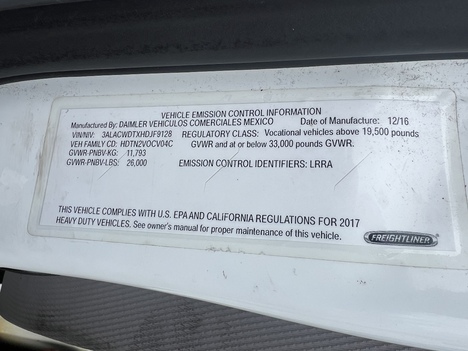 VEHICLE EMISSION CONTROL INFORMATION
Manufactured By: DAIMLER VEHICULOS COMERCIALES MEXICO Date of Manufacture: 12/16
VIN/NIV: 3ALACWDTXHDJF9128 REGULATORY CLASS: Vocational vehicles above 19,500 pounds
VEH FAMILY CD: HDTN2VOCV04C GVWR and at or below 33,000 pounds GVWR.
GVWR-PNBV-KG: 11,793
GVWR-PNBV-LBS: 26,000 EMISSION CONTROL IDENTIFIERS: LRRA
THIS VEHICLE COMPLIES WITH U.S. EPA AND CALIFORNIA REGULATIONS FOR 2017
HEAVY DUTY VEHICLES. See owner's manual for proper maintenance of this vehicle.
FREIGHTLINER